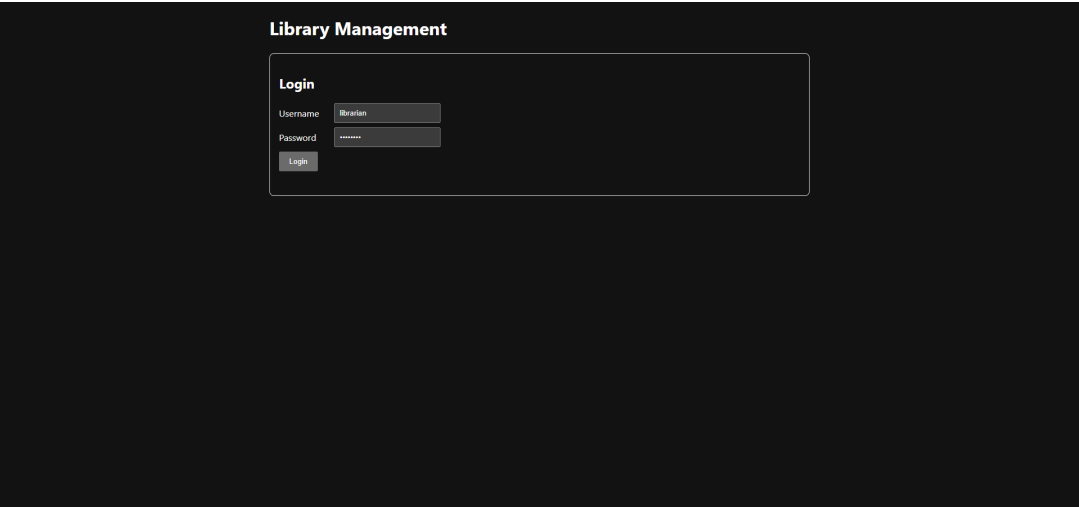 Library Management
Login
Username librarian
Password ••••••••
Login